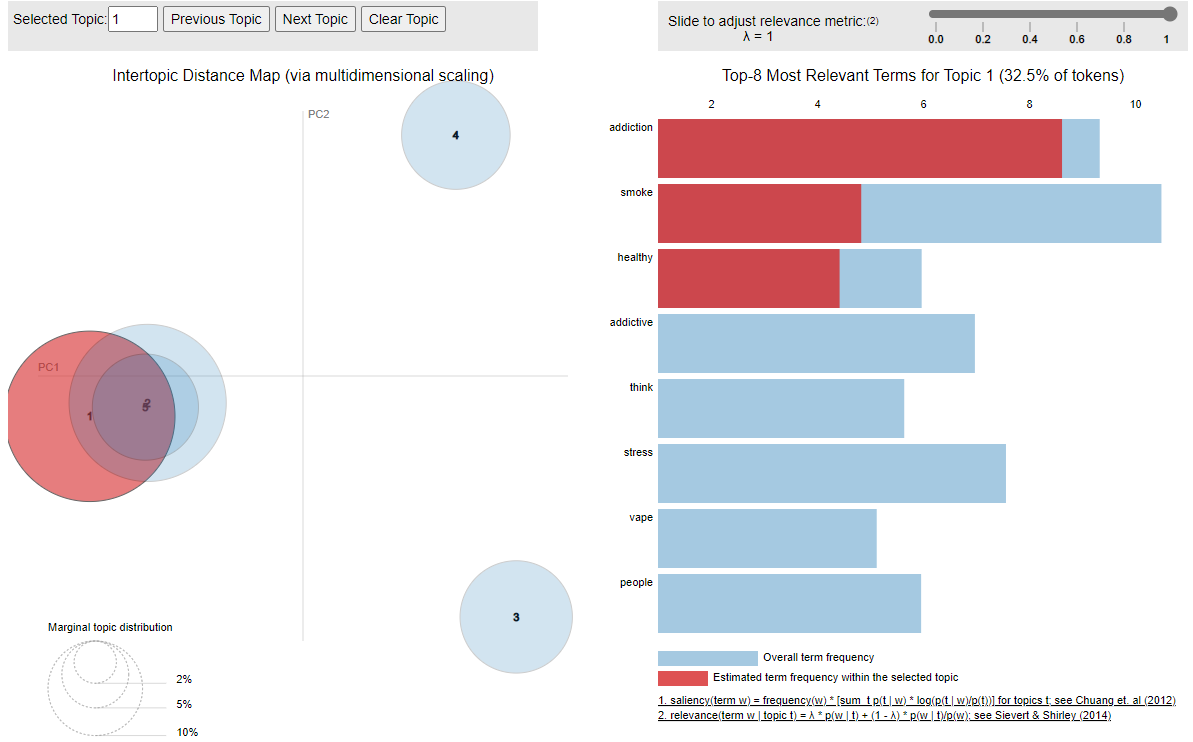 Selected Topic: 1 Previous Topic Next Topic Clear Topic
Slide to adjust relevance metric:(2)
λ = 1
0.0 0.2 0.4 0.6 0.8 1
Intertopic Distance Map (via multidimensional scaling)
PC2
PC1
4
1
2
5
3
Marginal topic distribution
2%
5%
10%
Top-8 Most Relevant Terms for Topic 1 (32.5% of tokens)
2 4 6 8 10
addiction
smoke
healthy
addictive
think
stress
vape
people
Overall term frequency
Estimated term frequency within the selected topic
1. saliency(term w) = frequency(w) * [sum_t p(t | w) * log(p(t | w)/p(t))] for topics t; see Chuang et. al (2012)
2. relevance(term w | topic t) = λ * p(w | t) + (1 - λ) * p(w | t)/p(w); see Sievert & Shirley (2014)